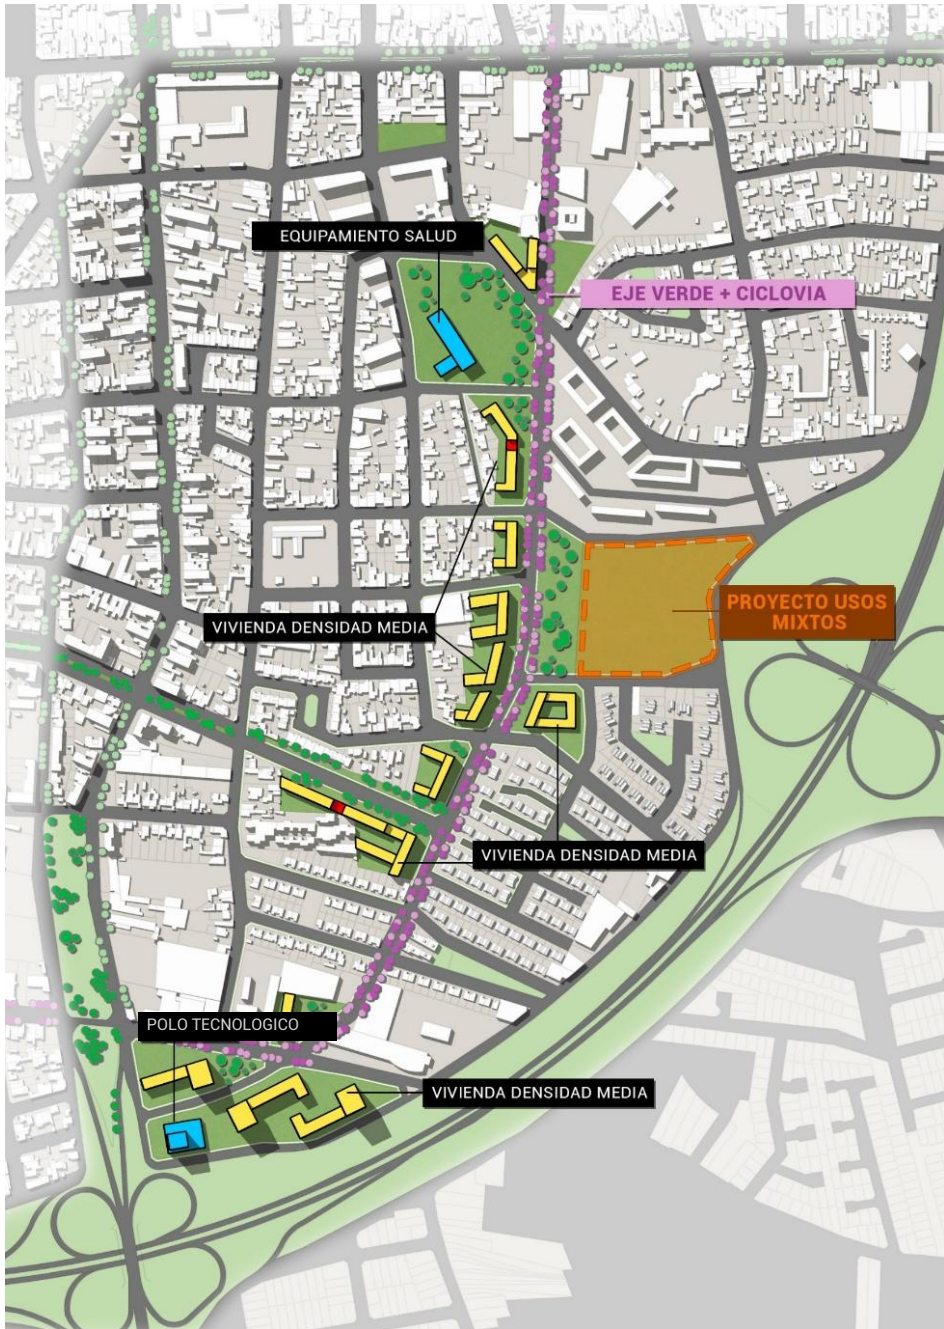 EQUIPAMIENTO SALUD
EJE VERDE + CICLOVIA
PROYECTO USOS
MIXTOS
VIVIENDA DENSIDAD MEDIA
VIVIENDA DENSIDAD MEDIA
POLO TECNOLOGICO
VIVIENDA DENSIDAD MEDIA